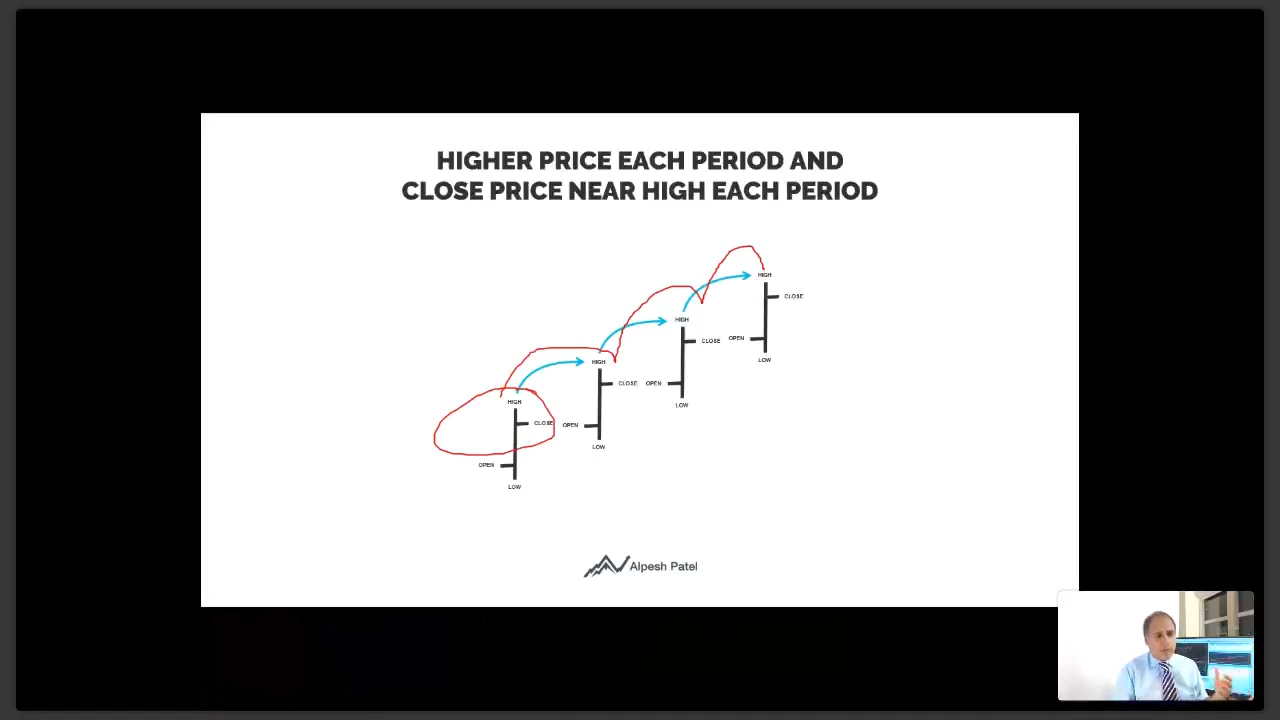 HIGHER PRICE EACH PERIOD AND
CLOSE PRICE NEAR HIGH EACH PERIOD
HIGH
CLOSE
OPEN
LOW
HIGH
CLOSE
OPEN
LOW
HIGH
CLOSE
OPEN
LOW
HIGH
CLOSE
OPEN
LOW
Alpesh Patel